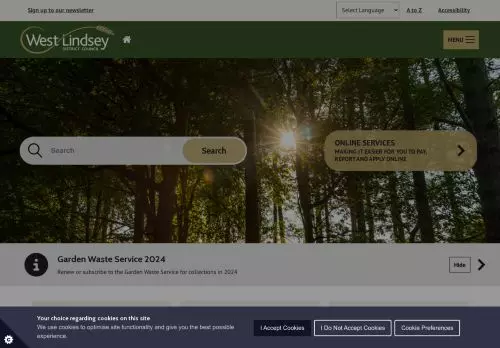 Sign up to our newsletter
Select Language
A to Z
Accessibility
West Lindsey
DISTRICT COUNCIL
MENU
Search
Search
ONLINE SERVICES
MAKING IT EASIER FOR YOU TO PAY,
REPORT AND APPLY ONLINE
Garden Waste Service 2024
Renew or subscribe to the Garden Waste Service for collections in 2024
Hide
Your choice regarding cookies on this site
We use cookies to optimise site functionality and give you the best possible
experience.
I Accept Cookies
I Do Not Accept Cookies
Cookie Preferences